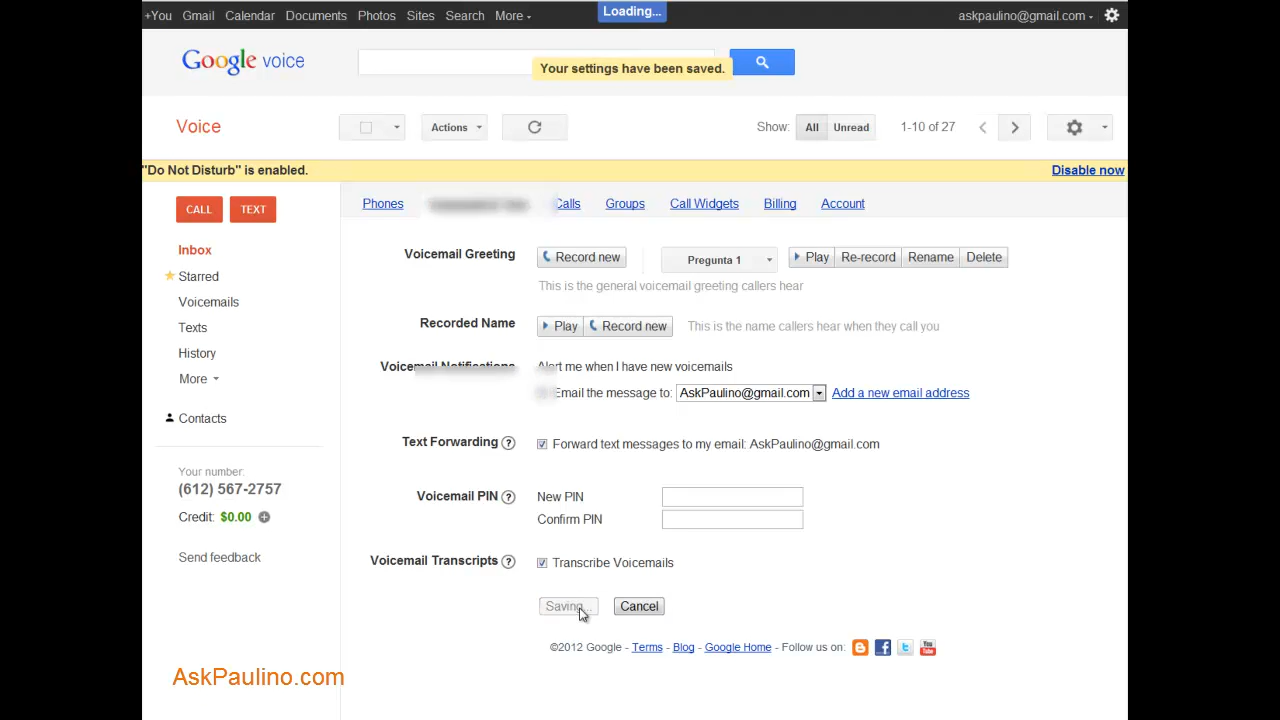 +You Gmail Calendar Documents Photos Sites Search More Loading... askpaulino@gmail.com
Google voice
Your settings have been saved.
Voice Actions Show: All Unread 1-10 of 27
"Do Not Disturb" is enabled. Disable now
CALL TEXT
Inbox
Starred
Voicemails
Texts
History
More
Contacts
Your number:
(612) 567-2757
Credit: $0.00
Send feedback
Phones Calls Groups Call Widgets Billing Account
Voicemail Greeting Record new Pregunta 1 Play Re-record Rename Delete
This is the general voicemail greeting callers hear
Recorded Name Play Record new This is the name callers hear when they call you
Voicemail Notifications Alert me when I have new voicemails
Email the message to: AskPaulino@gmail.com Add a new email address
Text Forwarding ? Forward text messages to my email: AskPaulino@gmail.com
Voicemail PIN ? New PIN
Confirm PIN
Voicemail Transcripts ? Transcribe Voicemails
Saving... Cancel
©2012 Google - Terms - Blog - Google Home - Follow us on:
AskPaulino.com